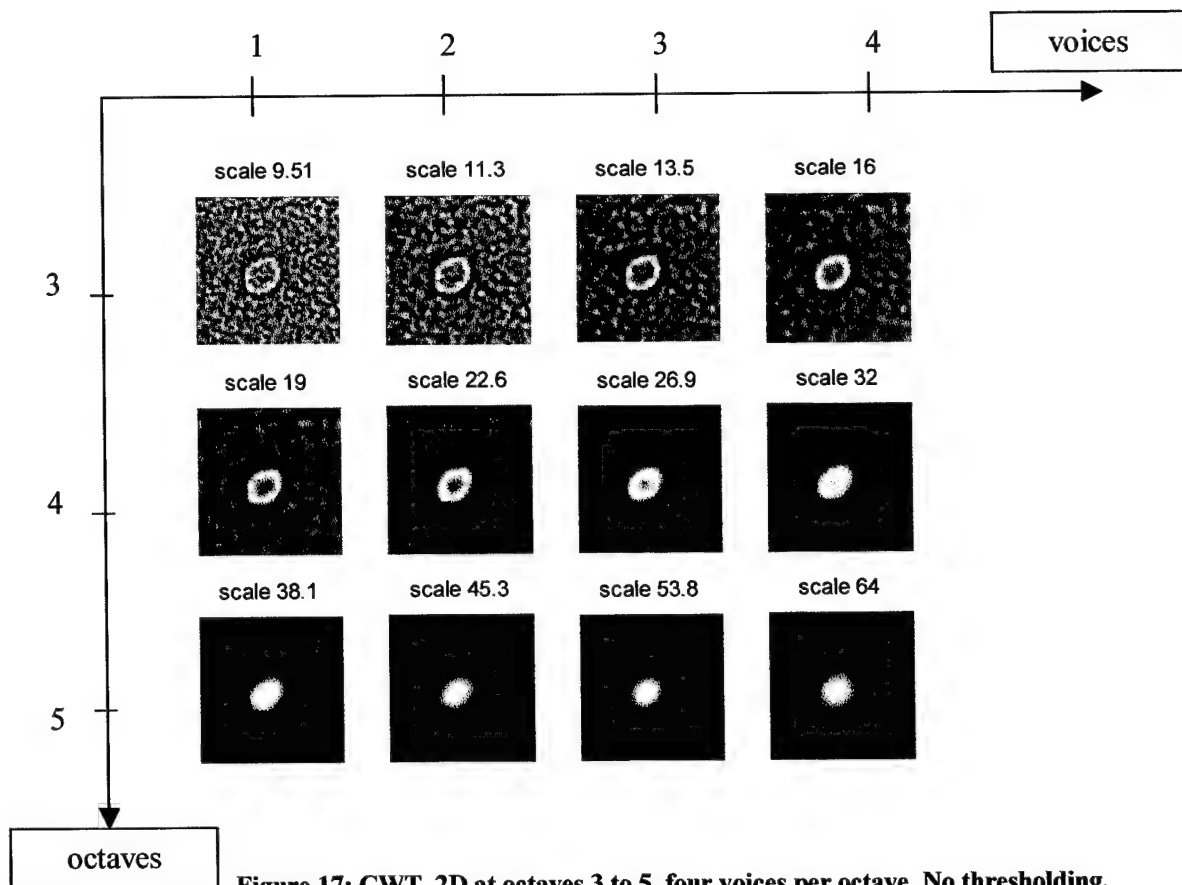 1 2 3 4 voices
scale 9.51 scale 11.3 scale 13.5 scale 16
3
scale 19 scale 22.6 scale 26.9 scale 32
4
scale 38.1 scale 45.3 scale 53.8 scale 64
5
octaves
Figure 17: CWT 2D at octaves 3 to 5, four voices per octave. No thresholding.